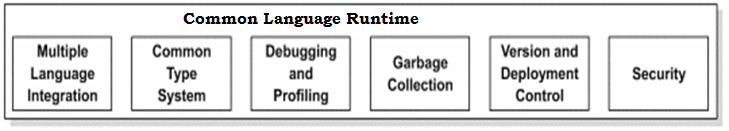 Common Language Runtime
Multiple
Language
Integration
Common
Type
System
Debugging
and
Profiling
Garbage
Collection
Version and
Deployment
Control
Security